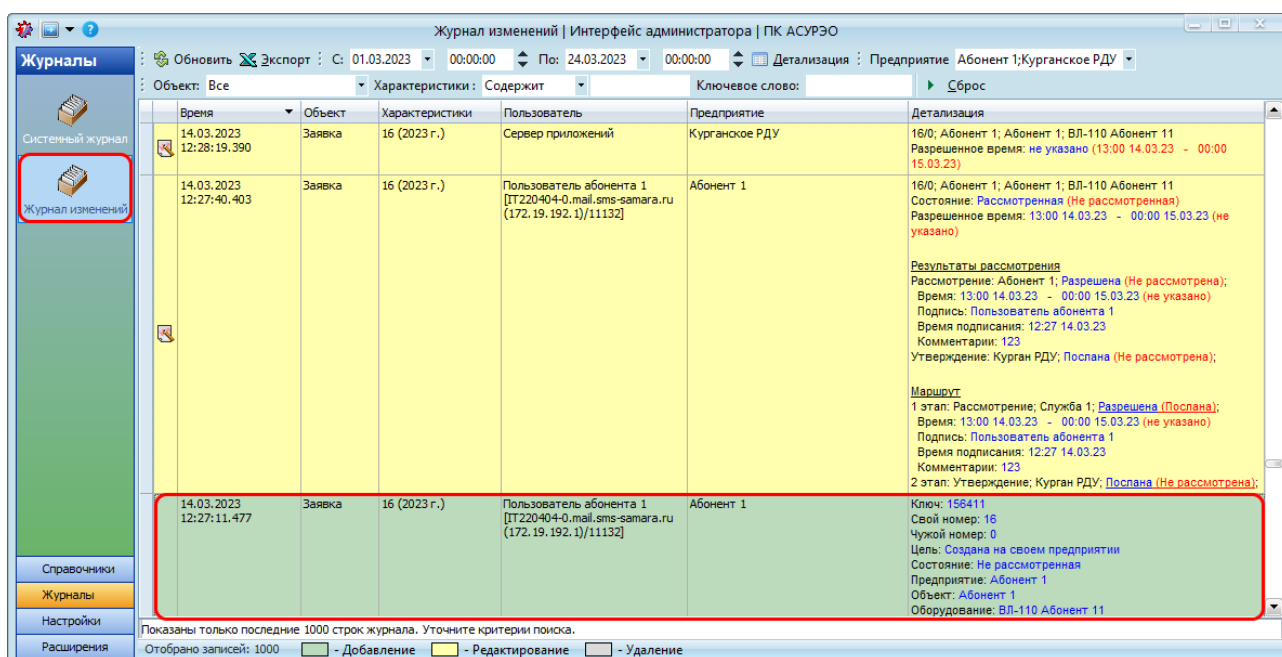 Журнал изменений | Интерфейс администратора | ПК АСУРЭО
Журналы
Обновить Экспорт С: 01.03.2023 00:00:00 По: 24.03.2023 00:00:00 Детализация Предприятие Абонент 1;Курганское РДУ
Объект: Все Характеристики: Содержит Ключевое слово: Сброс
Системный журнал
Журнал изменений
Время Объект Характеристики Пользователь Предприятие Детализация
14.03.2023 Заявка 16 (2023 г.) Сервер приложений Курганское РДУ 16/0; Абонент 1; Абонент 1; ВЛ-110 Абонент 11
12:28:19.390 Разрешенное время: не указано (13:00 14.03.23 - 00:00
15.03.23)
14.03.2023 Заявка 16 (2023 г.) Пользователь абонента 1 Абонент 1 16/0; Абонент 1; Абонент 1; ВЛ-110 Абонент 11
12:27:40.403 [IT220404-0.mail.sms-samara.ru Состояние: Рассмотренная (Не рассмотренная)
(172.19.192.1)/11132] Разрешенное время: 13:00 14.03.23 - 00:00 15.03.23 (не
указано)
Результаты рассмотрения
Рассмотрение: Абонент 1; Разрешена (Не рассмотрена);
Время: 13:00 14.03.23 - 00:00 15.03.23 (не указано)
Подпись: Пользователь абонента 1
Время подписания: 12:27 14.03.23
Комментарии: 123
Утверждение: Курган РДУ; Послана (Не рассмотрена);
Маршрут
1 этап: Рассмотрение; Служба 1; Разрешена (Послана);
Время: 13:00 14.03.23 - 00:00 15.03.23 (не указано)
Подпись: Пользователь абонента 1
Время подписания: 12:27 14.03.23
Комментарии: 123
2 этап: Утверждение; Курган РДУ; Послана (Не рассмотрена);
14.03.2023 Заявка 16 (2023 г.) Пользователь абонента 1 Абонент 1 Ключ: 156411
12:27:11.477 [IT220404-0.mail.sms-samara.ru Свой номер: 16
(172.19.192.1)/11132] Чужой номер: 0
Цель: Создана на своем предприятии
Состояние: Не рассмотренная
Предприятие: Абонент 1
Объект: Абонент 1
Оборудование: ВЛ-110 Абонент 11
Справочники
Журналы
Настройки
Расширения
Показаны только последние 1000 строк журнала. Уточните критерии поиска.
Отобрано записей: 1000 - Добавление - Редактирование - Удаление